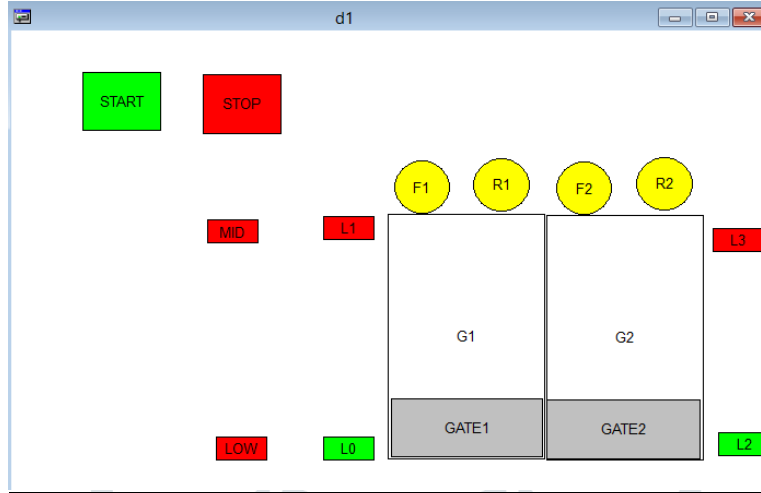 d1
START
STOP
F1
R1
F2
R2
MID
L1
L3
G1
G2
GATE1
GATE2
LOW
L0
L2